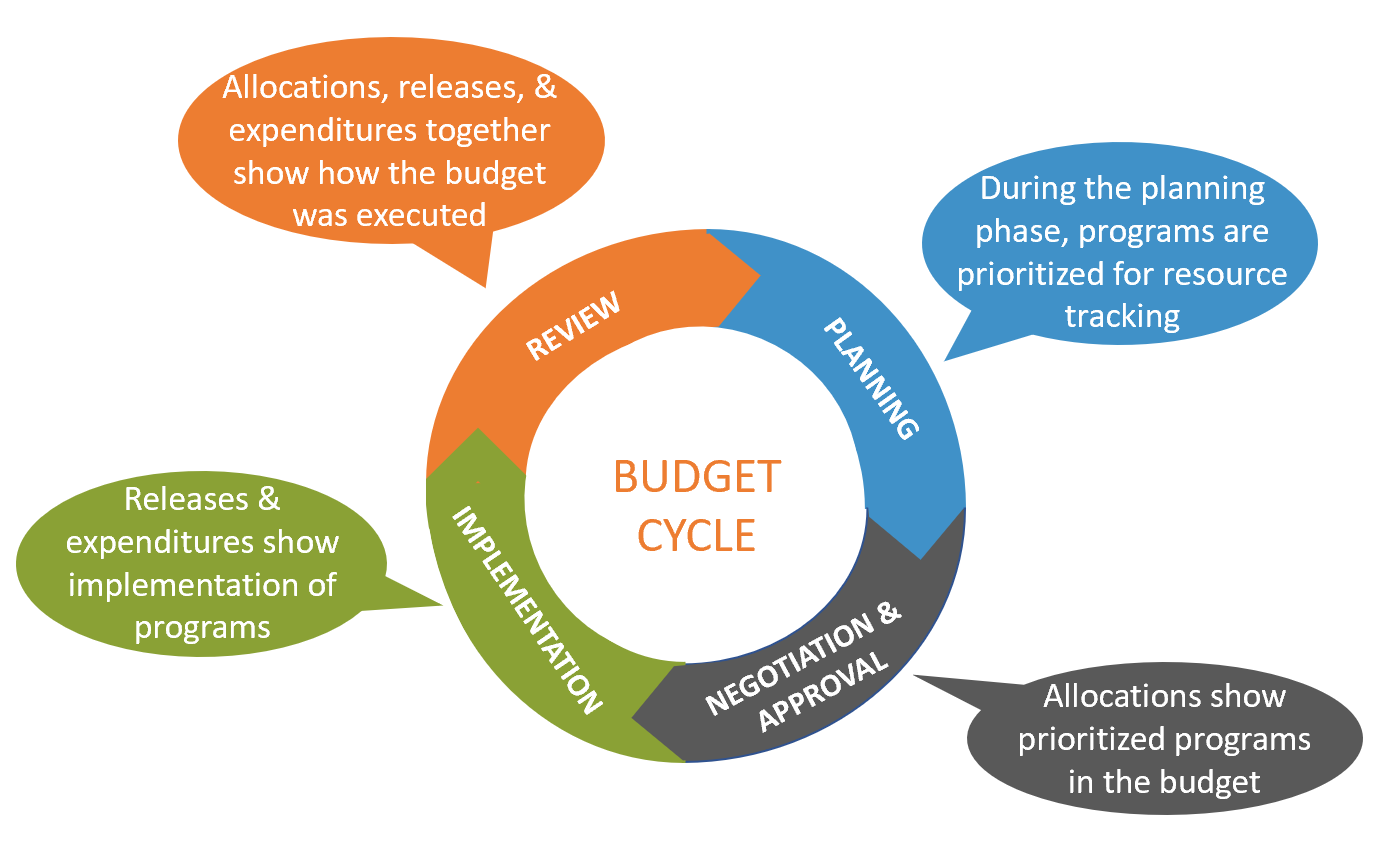 Allocations, releases, &
expenditures together
show how the budget
was executed
During the planning
phase, programs are
prioritized for resource
tracking
REVIEW
PLANNING
BUDGET
CYCLE
Releases &
expenditures show
implementation of
programs
IMPLEMENTATION
NEGOTIATION &
APPROVAL
Allocations show
prioritized programs
in the budget